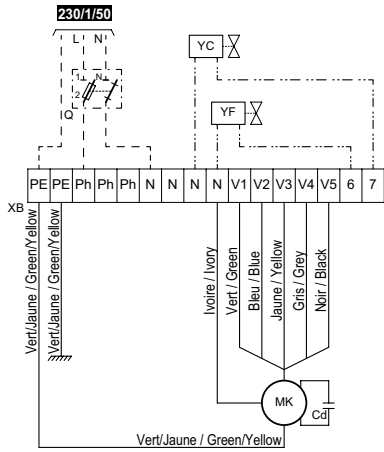 230/1/50
L N
YC
1 N
2
Q
YF
PE PE Ph Ph Ph N N N N V1 V2 V3 V4 V5 6 7
XB
Vert/Jaune / Green/Yellow
Vert/Jaune / Green/Yellow
Ivoire / Ivory
Vert / Green
Bleu / Blue
Jaune / Yellow
Gris / Grey
Noir / Black
MK
Cd
Vert/Jaune / Green/Yellow